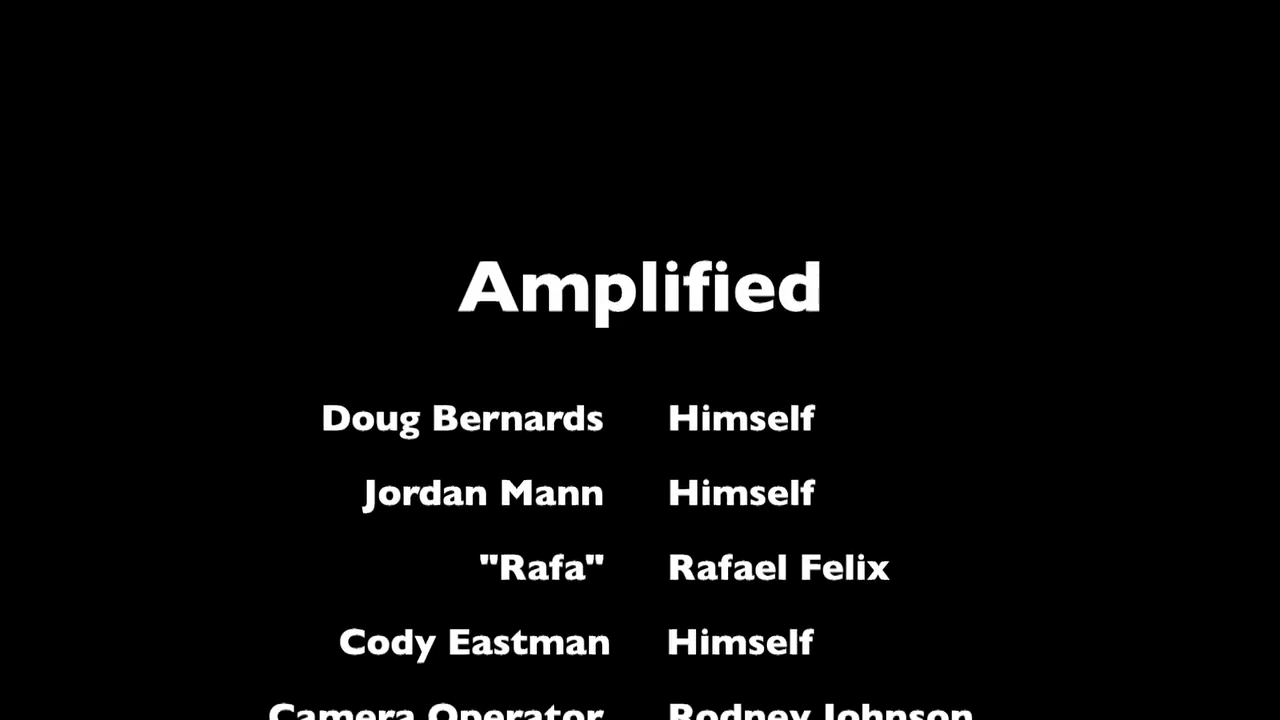 Amplified
Doug Bernards Himself
Jordan Mann Himself
"Rafa" Rafael Felix
Cody Eastman Himself
Camera Operator Rodney Johnson